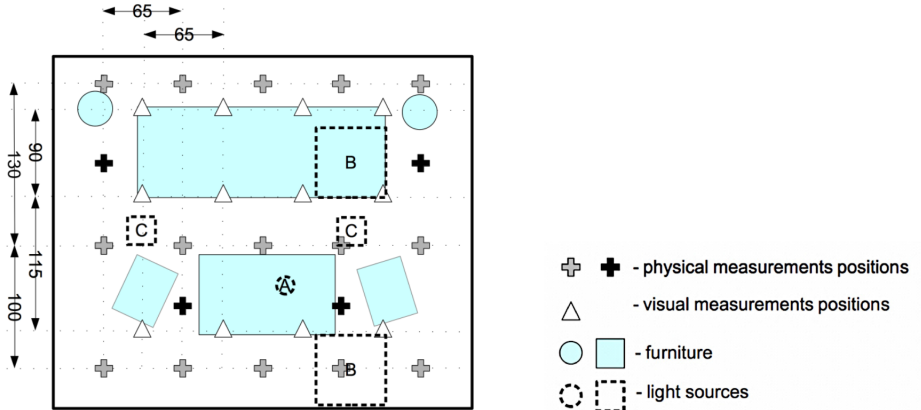 65
65
130
90
115
100
B
C
C
A
B
- physical measurements positions
- visual measurements positions
- furniture
- light sources